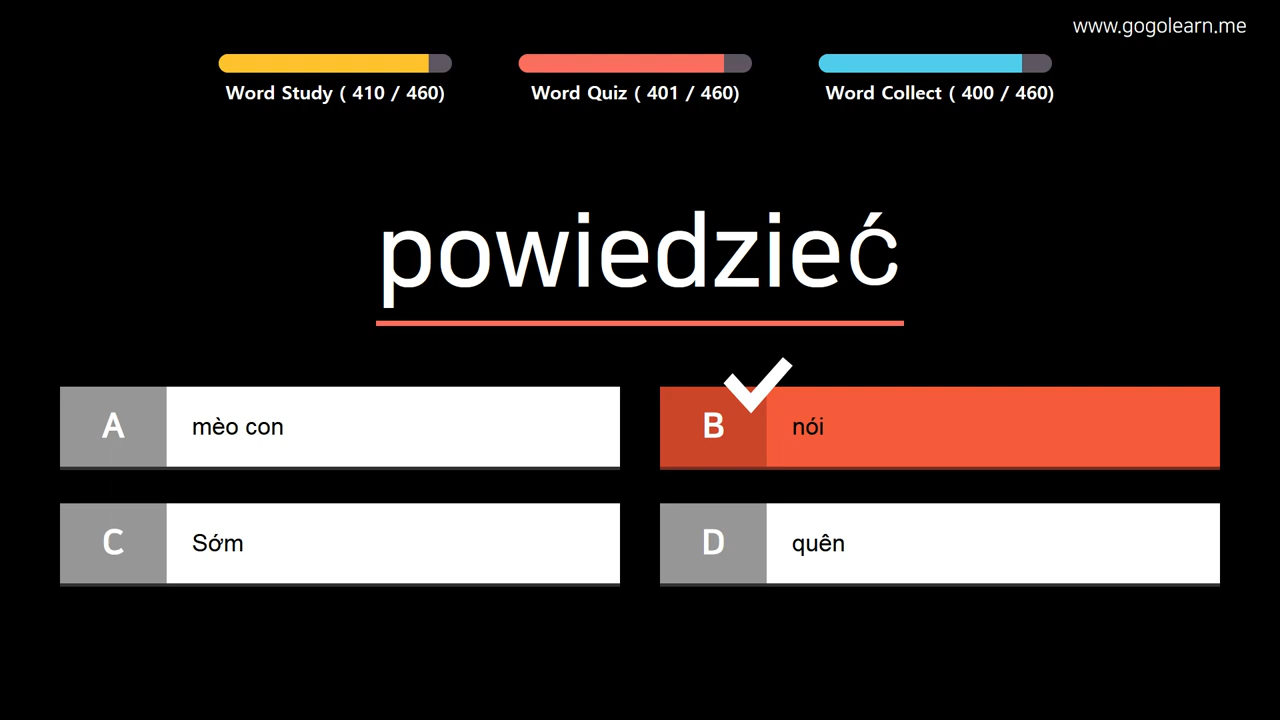 www.gogolearn.me
Word Study ( 410 / 460)
Word Quiz ( 401 / 460)
Word Collect ( 400 / 460)
powiedzieć
A mèo con
B nói
C Sớm
D quên